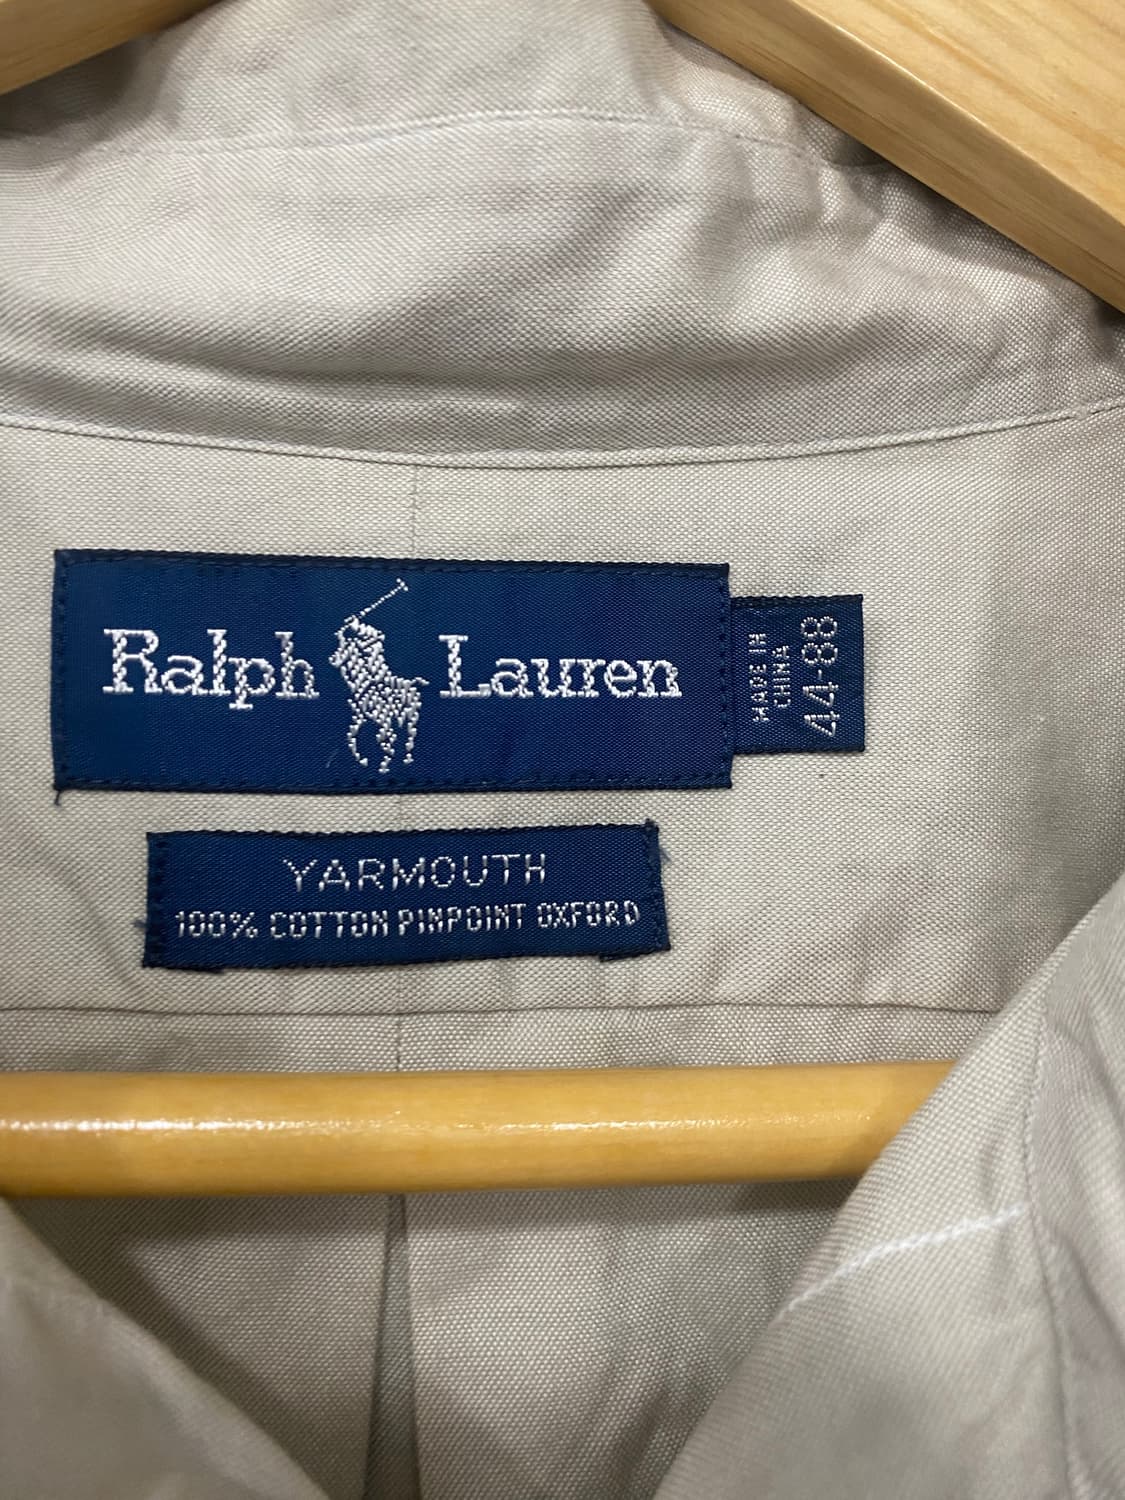 Ralph Lauren
MADE IN
CHINA
44-88
YARMOUTH
100% COTTON PINPOINT OXFORD